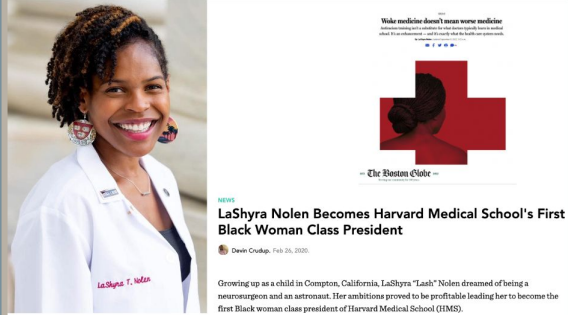 LaShyra T. Nolen
Woke medicine doesn't mean worse medicine
The Boston Globe
NEWS
LaShyra Nolen Becomes Harvard Medical School's First
Black Woman Class President
Devin Crudup, Feb 26, 2020.
Growing up as a child in Compton, California, LaShyra "Lash" Nolen dreamed of being a
neurosurgeon and an astronaut. Her ambitions proved to be profitable leading her to become the
first Black woman class president of Harvard Medical School (HMS).